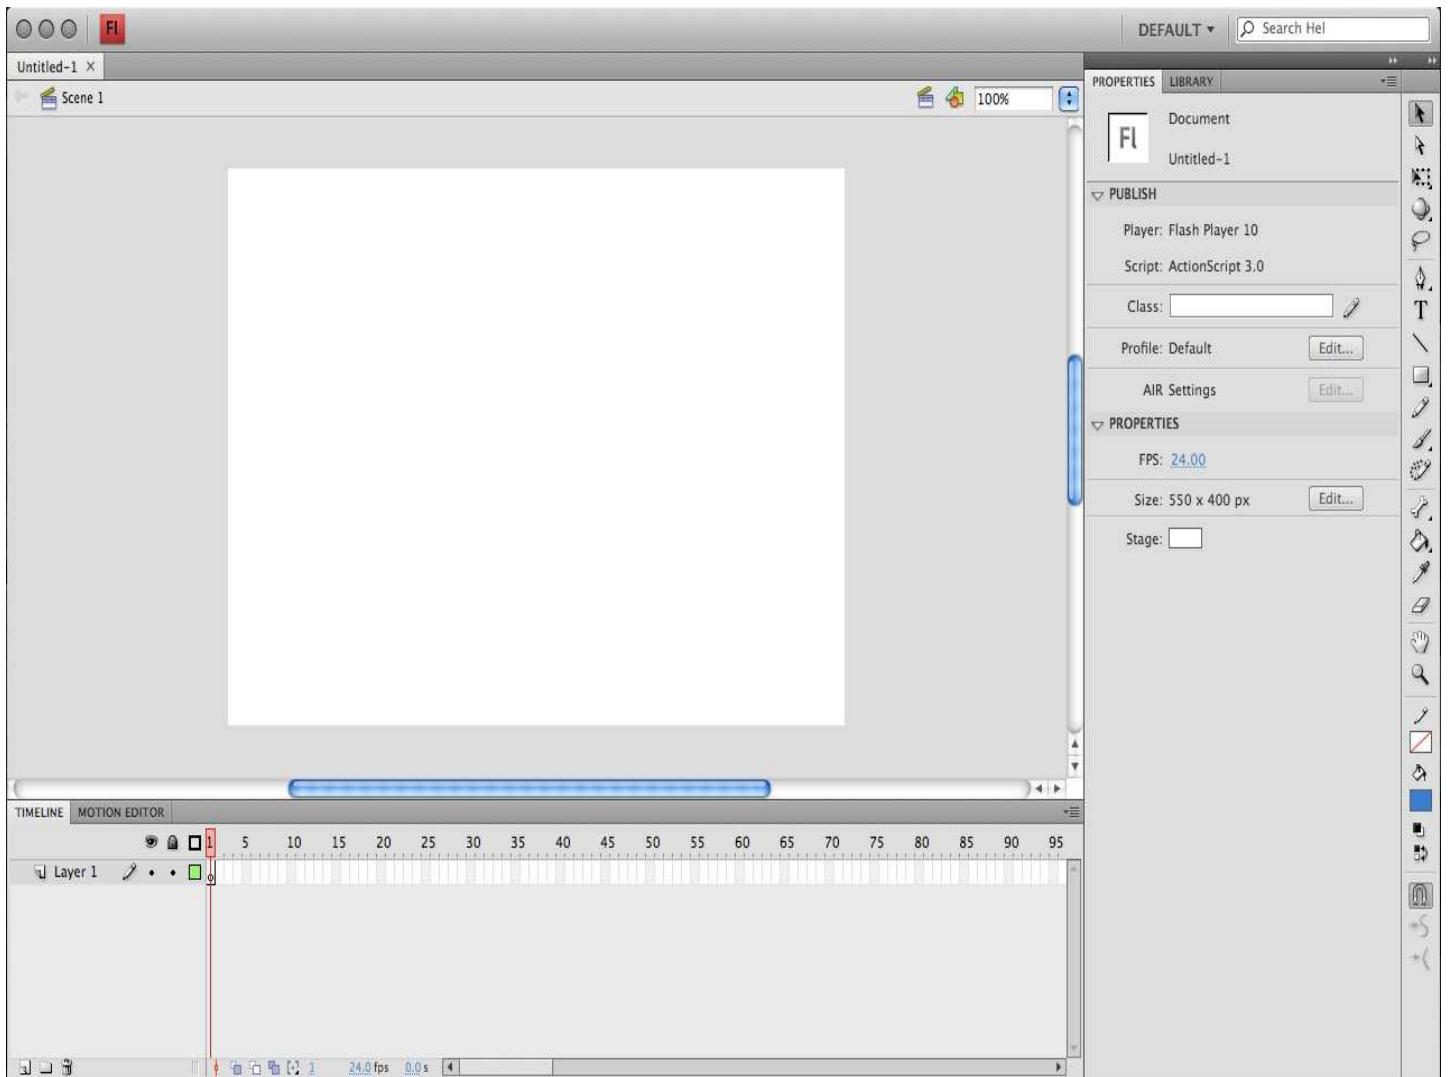 Fl DEFAULT Search Hel
Untitled-1 X
Scene 1 100%
PROPERTIES LIBRARY
Fl
Document
Untitled-1
PUBLISH
Player: Flash Player 10
Script: ActionScript 3.0
Class:
Profile: Default Edit...
AIR Settings Edit...
PROPERTIES
FPS: 24.00
Size: 550 x 400 px Edit...
Stage:
T
TIMELINE MOTION EDITOR
1 5 10 15 20 25 30 35 40 45 50 55 60 65 70 75 80 85 90 95
Layer 1
1 24.0 fps 0.0 s